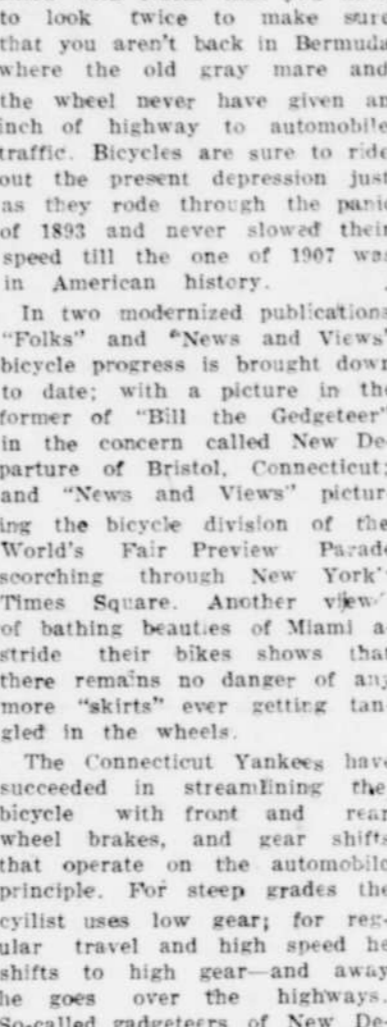 to look twice to make sure
that you aren't back in Bermuda
where the old gray mare and
the wheel never have given an
inch of highway to automobile
traffic. Bicycles are sure to ride
out the present depression just
as they rode through the panic
of 1893 and never slowed their
speed till the one of 1907 was
in American history.
In two modernized publications
"Folks" and "News and Views"
bicycle progress is brought down
to date; with a picture in the
former of "Bill the Gedgeteer"
in the concern called New De
parture of Bristol, Connecticut;
and "News and Views" pictur
ing the bicycle division of the
World's Fair Preview Parade
scorching through New York's
Times Square. Another view
of bathing beauties of Miami a
stride their bikes shows that
there remains no danger of any
more "skirts" ever getting tan
gled in the wheels.
The Connecticut Yankees have
succeeded in streamlining the
bicycle with front and rear
wheel brakes, and gear shifts
that operate on the automobile
principle. For steep grades the
cyilist uses low gear; for reg-
ular travel and high speed he
shifts to high gear—and away
he goes over the highways.
So-called gadgeteers of New De